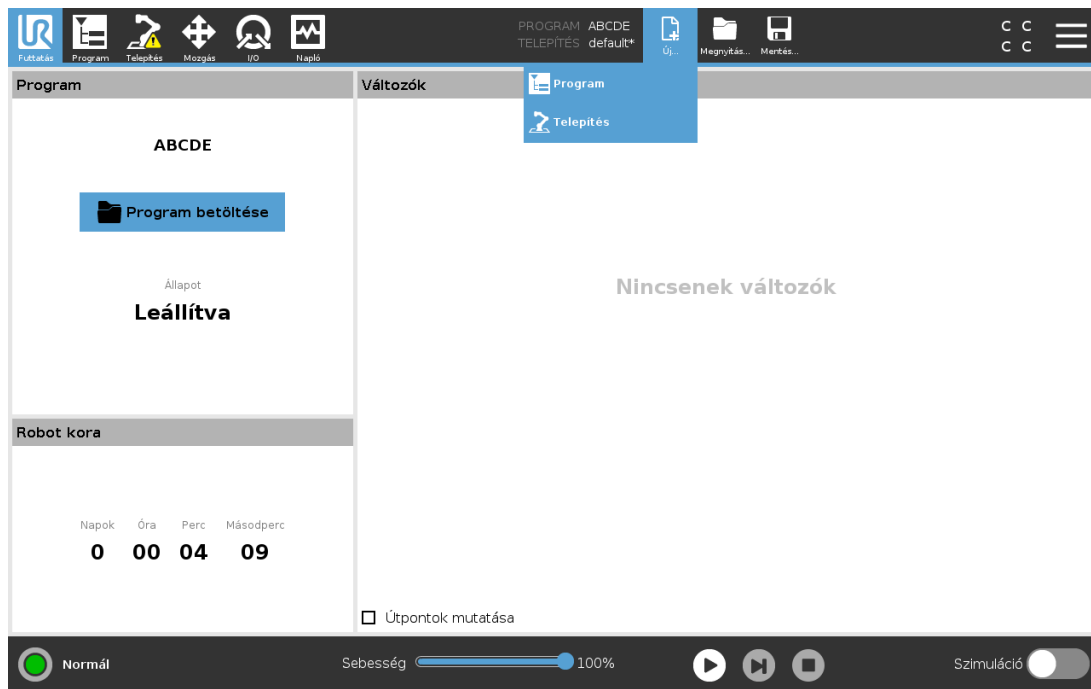 UR
Futtatás Program Telepítés Mozgás I/O Napló
PROGRAM ABCDE
TELEPÍTÉS default*
Új... Megnyitás... Mentés...
C C
C C
Program
Változók
Program
Telepítés
ABCDE
Program betöltése
Állapot
Leállítva
Nincsenek változók
Robot kora
Napok Óra Perc Másodperc
0 00 04 09
Útpontok mutatása
Normál
Sebesség 100%
Szimuláció